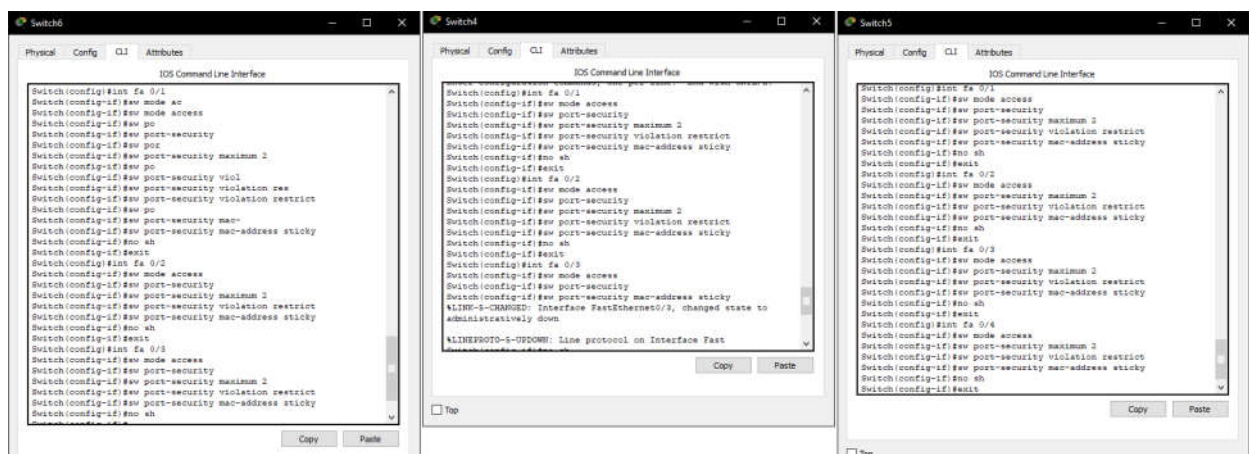 Switch6
Physical Config CLI Attributes
IOS Command Line Interface
Switch(config)#int fa 0/1
Switch(config-if)#sw mode ac
Switch(config-if)#sw mode access
Switch(config-if)#sw po
Switch(config-if)#sw port-security
Switch(config-if)#sw por
Switch(config-if)#sw port-security maximum 2
Switch(config-if)#sw po
Switch(config-if)#sw port-security viol
Switch(config-if)#sw port-security violation res
Switch(config-if)#sw port-security violation restrict
Switch(config-if)#sw po
Switch(config-if)#sw port-security mac-
Switch(config-if)#sw port-security mac-address sticky
Switch(config-if)#no sh
Switch(config-if)#exit
Switch(config)#int fa 0/2
Switch(config-if)#sw mode access
Switch(config-if)#sw port-security
Switch(config-if)#sw port-security maximum 2
Switch(config-if)#sw port-security violation restrict
Switch(config-if)#sw port-security mac-address sticky
Switch(config-if)#no sh
Switch(config-if)#exit
Switch(config)#int fa 0/3
Switch(config-if)#sw mode access
Switch(config-if)#sw port-security
Switch(config-if)#sw port-security maximum 2
Switch(config-if)#sw port-security violation restrict
Switch(config-if)#sw port-security mac-address sticky
Switch(config-if)#no sh
Copy Paste
Switch4
Physical Config CLI Attributes
IOS Command Line Interface
Switch(config)#int fa 0/1
Switch(config-if)#sw mode access
Switch(config-if)#sw port-security
Switch(config-if)#sw port-security maximum 2
Switch(config-if)#sw port-security violation restrict
Switch(config-if)#sw port-security mac-address sticky
Switch(config-if)#no sh
Switch(config-if)#exit
Switch(config)#int fa 0/2
Switch(config-if)#sw mode access
Switch(config-if)#sw port-security
Switch(config-if)#sw port-security maximum 2
Switch(config-if)#sw port-security violation restrict
Switch(config-if)#sw port-security mac-address sticky
Switch(config-if)#no sh
Switch(config-if)#exit
Switch(config)#int fa 0/3
Switch(config-if)#sw mode access
Switch(config-if)#sw port-security
Switch(config-if)#sw port-security mac-address sticky
%LINK-5-CHANGED: Interface FastEthernet0/3, changed state to
administratively down
%LINEPROTO-5-UPDOWN: Line protocol on Interface Fast
Copy Paste
Top
Switch5
Physical Config CLI Attributes
IOS Command Line Interface
Switch(config)#int fa 0/1
Switch(config-if)#sw mode access
Switch(config-if)#sw port-security
Switch(config-if)#sw port-security maximum 2
Switch(config-if)#sw port-security violation restrict
Switch(config-if)#sw port-security mac-address sticky
Switch(config-if)#no sh
Switch(config-if)#exit
Switch(config)#int fa 0/2
Switch(config-if)#sw mode access
Switch(config-if)#sw port-security maximum 2
Switch(config-if)#sw port-security violation restrict
Switch(config-if)#sw port-security mac-address sticky
Switch(config-if)#no sh
Switch(config-if)#exit
Switch(config)#int fa 0/3
Switch(config-if)#sw mode access
Switch(config-if)#sw port-security maximum 2
Switch(config-if)#sw port-security violation restrict
Switch(config-if)#sw port-security mac-address sticky
Switch(config-if)#no sh
Switch(config-if)#exit
Switch(config)#int fa 0/4
Switch(config-if)#sw mode access
Switch(config-if)#sw port-security maximum 2
Switch(config-if)#sw port-security violation restrict
Switch(config-if)#sw port-security mac-address sticky
Switch(config-if)#no sh
Switch(config-if)#exit
Copy Paste